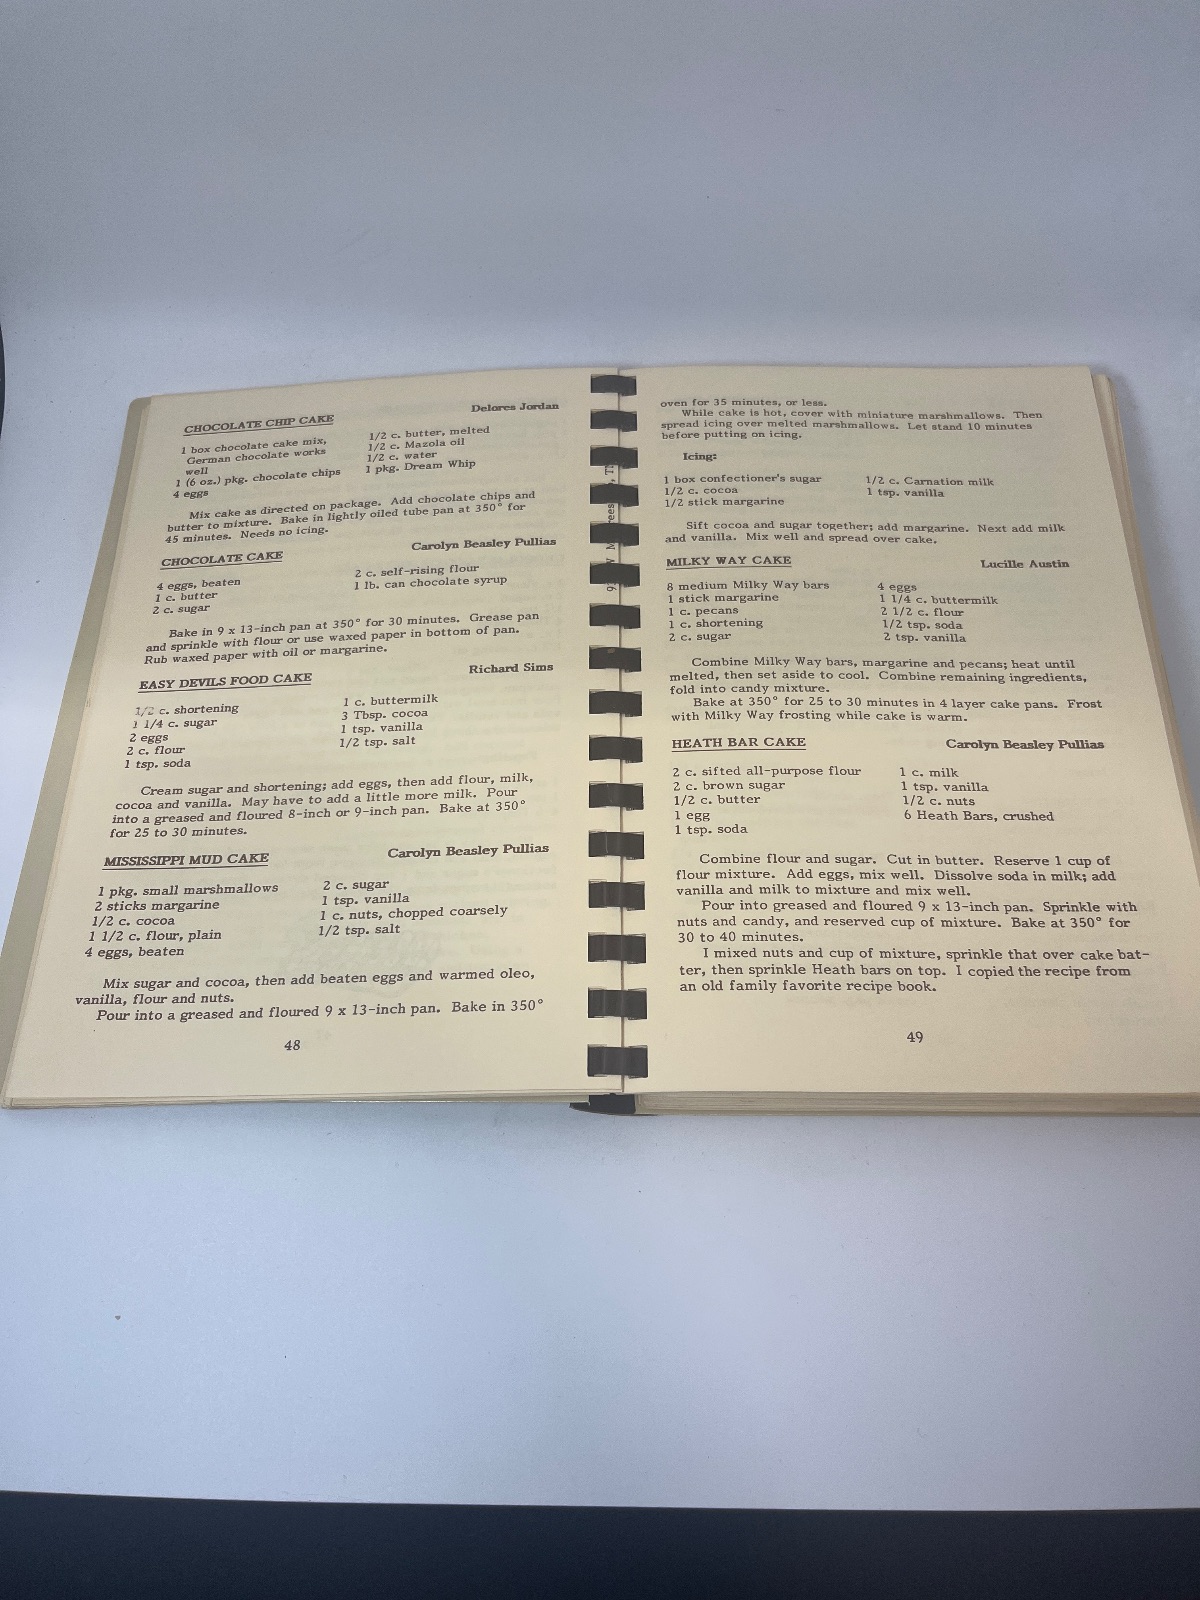 CHOCOLATE CHIP CAKE
Delores Jordan
1 box chocolate cake mix,
German chocolate works
well
1 (6 oz.) pkg. chocolate chips
4 eggs
1/2 c. butter, melted
1/2 c. Mazola oil
1/2 c. water
1 pkg. Dream Whip
Mix cake as directed on package. Add chocolate chips and
butter to mixture. Bake in lightly oiled tube pan at 350° for
45 minutes. Needs no icing.
CHOCOLATE CAKE
Carolyn Beasley Pullias
4 eggs, beaten
1 c. butter
2 c. sugar
2 c. self-rising flour
1 lb. can chocolate syrup
Bake in 9 x 13-inch pan at 350° for 30 minutes. Grease pan
and sprinkle with flour or use waxed paper in bottom of pan.
Rub waxed paper with oil or margarine.
EASY DEVILS FOOD CAKE
Richard Sims
1/2 c. shortening
1 1/4 c. sugar
2 eggs
2 c. flour
1 tsp. soda
1 c. buttermilk
3 Tbsp. cocoa
1 tsp. vanilla
1/2 tsp. salt
Cream sugar and shortening; add eggs, then add flour, milk,
cocoa and vanilla. May have to add a little more milk. Pour
into a greased and floured 8-inch or 9-inch pan. Bake at 350°
for 25 to 30 minutes.
MISSISSIPPI MUD CAKE
Carolyn Beasley Pullias
1 pkg. small marshmallows
2 sticks margarine
1/2 c. cocoa
1 1/2 c. flour, plain
4 eggs, beaten
2 c. sugar
1 tsp. vanilla
1 c. nuts, chopped coarsely
1/2 tsp. salt
Mix sugar and cocoa, then add beaten eggs and warmed oleo,
vanilla, flour and nuts.
Pour into a greased and floured 9 x 13-inch pan. Bake in 350°
48
oven for 35 minutes, or less.
While cake is hot, cover with miniature marshmallows. Then
spread icing over melted marshmallows. Let stand 10 minutes
before putting on icing.
Icing:
1 box confectioner's sugar
1/2 c. cocoa
1/2 stick margarine
1/2 c. Carnation milk
1 tsp. vanilla
Sift cocoa and sugar together; add margarine. Next add milk
and vanilla. Mix well and spread over cake.
MILKY WAY CAKE
Lucille Austin
8 medium Milky Way bars
1 stick margarine
1 c. pecans
1 c. shortening
2 c. sugar
4 eggs
1 1/4 c. buttermilk
2 1/2 c. flour
1/2 tsp. soda
2 tsp. vanilla
Combine Milky Way bars, margarine and pecans; heat until
melted, then set aside to cool. Combine remaining ingredients,
fold into candy mixture.
Bake at 350° for 25 to 30 minutes in 4 layer cake pans. Frost
with Milky Way frosting while cake is warm.
HEATH BAR CAKE
Carolyn Beasley Pullias
2 c. sifted all-purpose flour
2 c. brown sugar
1/2 c. butter
1 egg
1 tsp. soda
1 c. milk
1 tsp. vanilla
1/2 c. nuts
6 Heath Bars, crushed
Combine flour and sugar. Cut in butter. Reserve 1 cup of
flour mixture. Add eggs, mix well. Dissolve soda in milk; add
vanilla and milk to mixture and mix well.
Pour into greased and floured 9 x 13-inch pan. Sprinkle with
nuts and candy, and reserved cup of mixture. Bake at 350° for
30 to 40 minutes.
I mixed nuts and cup of mixture, sprinkle that over cake bat-
ter, then sprinkle Heath bars on top. I copied the recipe from
an old family favorite recipe book.
49